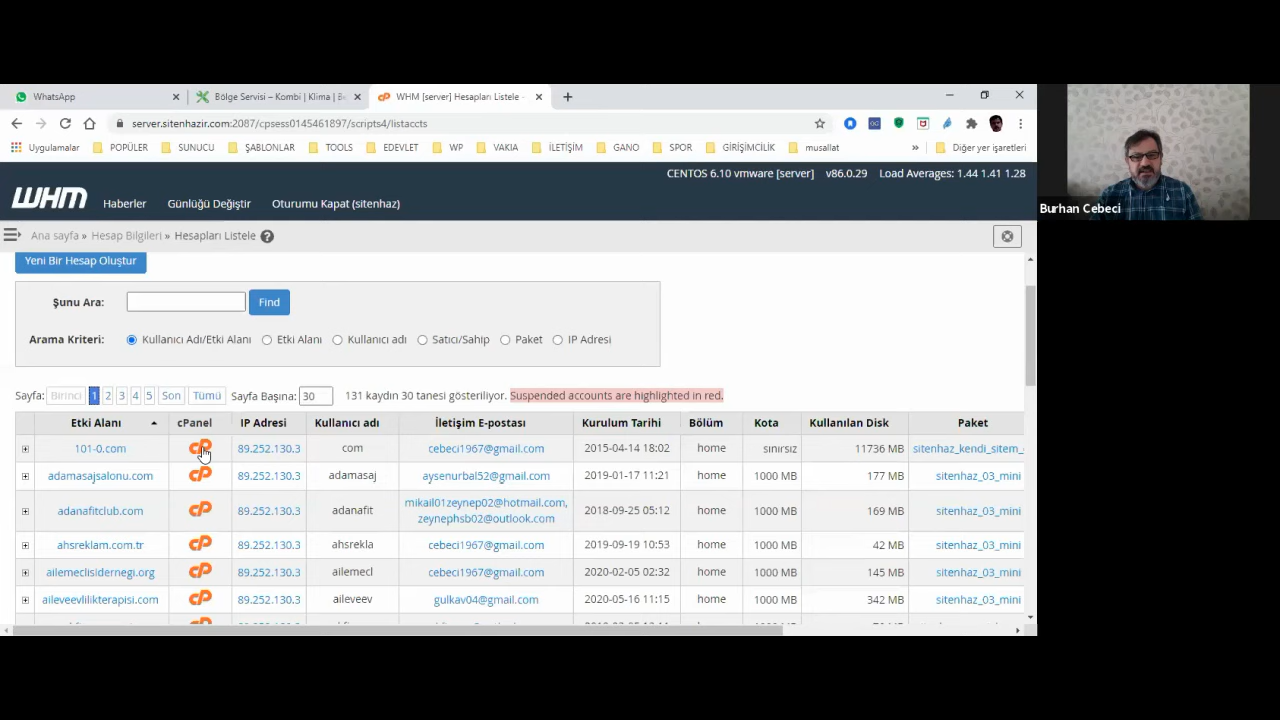 WhatsApp
Bölge Servisi – Kombi | Klima | Be
WHM [server] Hesapları Listele -
server.sitenhazir.com:2087/cpsess0145461897/scripts4/listaccts
Uygulamalar POPÜLER SUNUCU ŞABLONLAR TOOLS EDEVLET WP VAKIA İLETİŞİM GANO SPOR GİRİŞİMCİLİK musallat » Diğer yer işaretleri
CENTOS 6.10 vmware [server] v86.0.29 Load Averages: 1.44 1.41 1.28
WHM Haberler Günlüğü Değiştir Oturumu Kapat (sitenhaz)
Burhan Cebeci
Ana sayfa » Hesap Bilgileri » Hesapları Listele
Yeni Bir Hesap Oluştur
Şunu Ara: Find
Arama Kriteri: Kullanıcı Adı/Etki Alanı Etki Alanı Kullanıcı adı Satıcı/Sahip Paket IP Adresi
Sayfa: Birinci 1 2 3 4 5 Son Tümü Sayfa Başına: 30 131 kaydın 30 tanesi gösteriliyor. Suspended accounts are highlighted in red.
Etki Alanı cPanel IP Adresi Kullanıcı adı İletişim E-postası Kurulum Tarihi Bölüm Kota Kullanılan Disk Paket
101-0.com 89.252.130.3 com cebeci1967@gmail.com 2015-04-14 18:02 home sınırsız 11736 MB sitenhaz_kendi_sitem_
adamasajsalonu.com 89.252.130.3 adamasaj aysenurbal52@gmail.com 2019-01-17 11:21 home 1000 MB 177 MB sitenhaz_03_mini
adanafitclub.com 89.252.130.3 adanafit mikail01zeynep02@hotmail.com, zeynephsb02@outlook.com 2018-09-25 05:12 home 1000 MB 169 MB sitenhaz_03_mini
ahsreklam.com.tr 89.252.130.3 ahsrekla cebeci1967@gmail.com 2019-09-19 10:53 home 1000 MB 42 MB sitenhaz_03_mini
ailemeclisidernegi.org 89.252.130.3 ailemecl cebeci1967@gmail.com 2020-02-05 02:32 home 1000 MB 145 MB sitenhaz_03_mini
aileveevlilikterapisi.com 89.252.130.3 aileveev gulkav04@gmail.com 2020-05-16 11:15 home 1000 MB 342 MB sitenhaz_03_mini